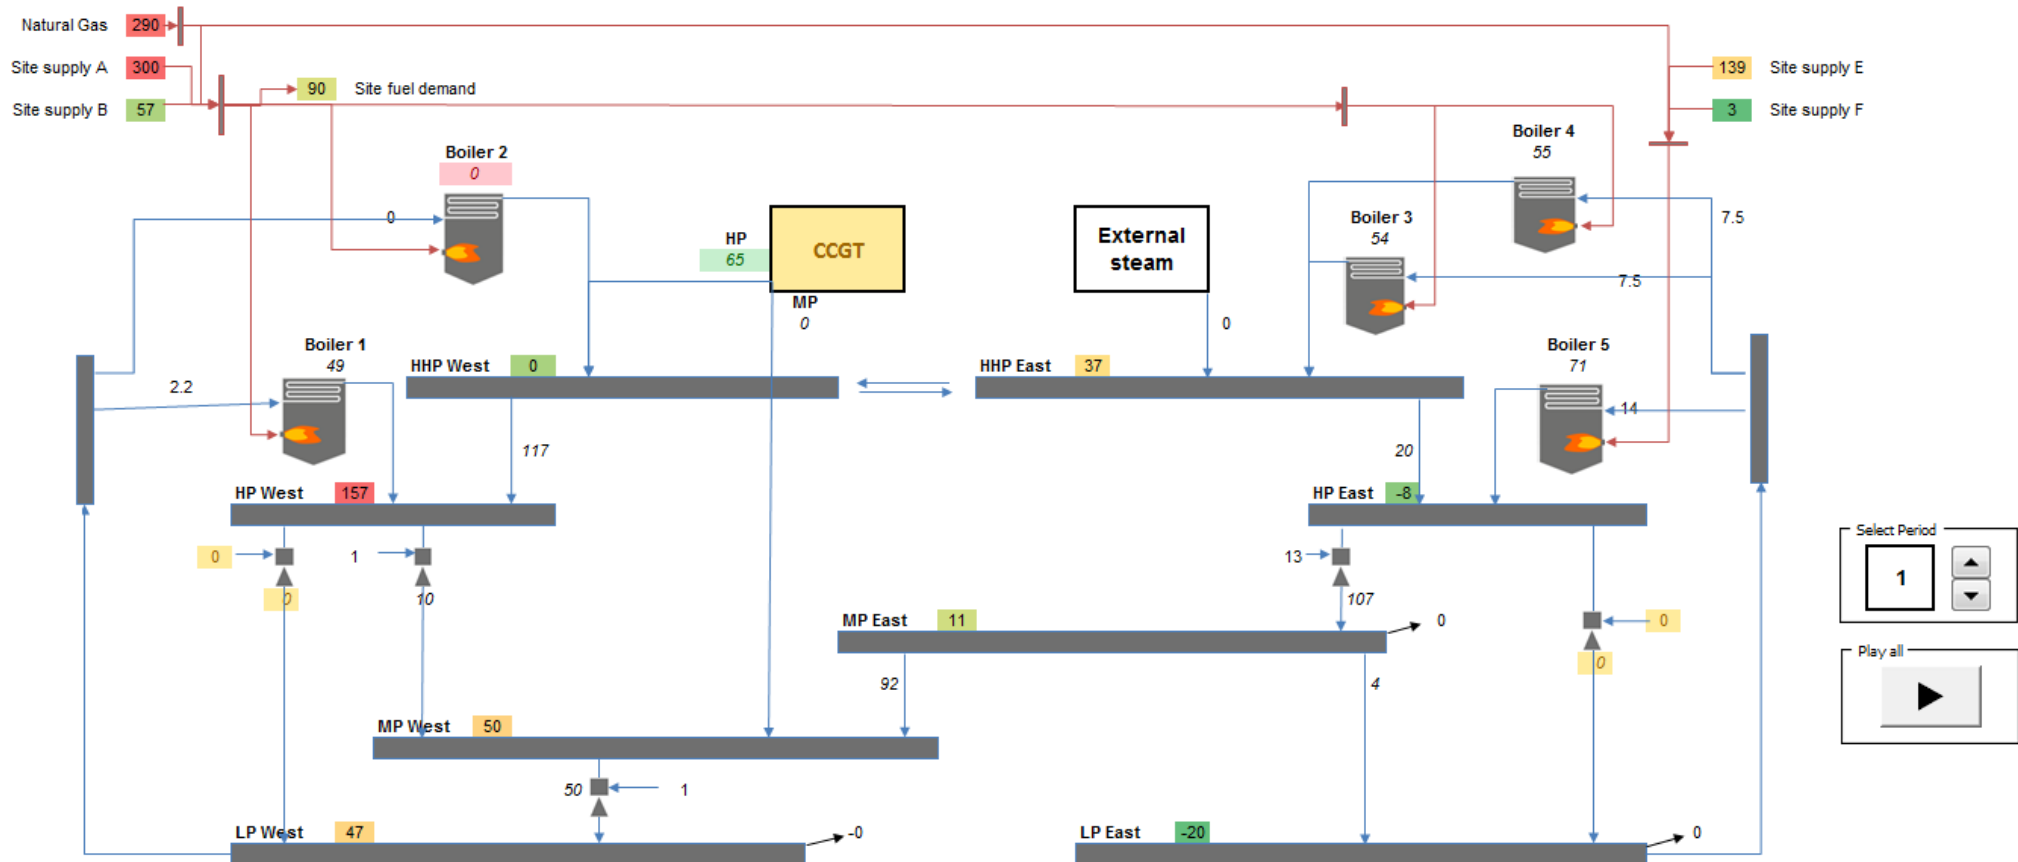 Natural Gas 290
Site supply A 300
139 Site supply E
90 Site fuel demand
Site supply B 57
3 Site supply F
Boiler 4
55
Boiler 2
0
0
Boiler 3
54
7.5
HP
65
CCGT
External
steam
7.5
MP
0
0
Boiler 1
49
Boiler 5
71
HHP West 0
HHP East 37
2.2
14
117
20
HP West 157
HP East -8
Select Period
1
0
1
13
0
10
107
MP East 11
0
0
Play all
0
92
4
MP West 50
50
1
LP West 47
-0
LP East -20
0